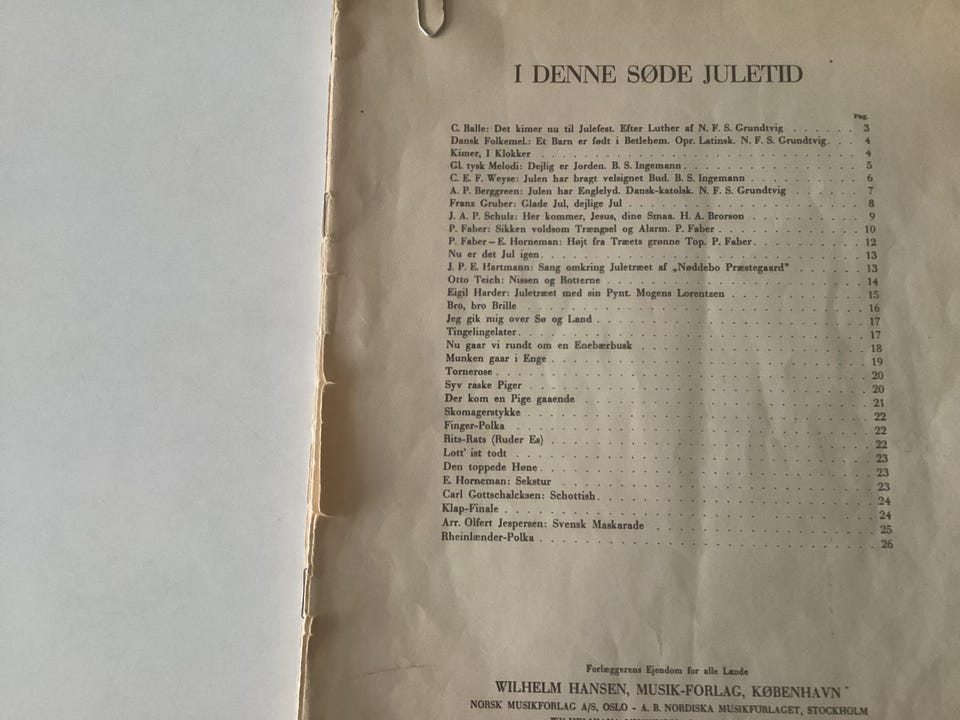 I DENNE SØDE JULETID
Pag.
C. Balle: Det kimer nu til Julefest. Efter Luther af N. F. S. Grundtvig . . . . . . 3
Dansk Folkemel.: Et Barn er født i Betlehem. Opr. Latinsk. N. F. S. Grundtvig. . . 4
Kimer, I Klokker . . . . . . . . . . . . . . . . . . . . . . 4
Gl. tysk Melodi: Dejlig er Jorden. B. S. Ingemann . . . . . . . . . . . . 5
C. E. F. Weyse: Julen har bragt velsignet Bud. B. S. Ingemann . . . . . . . . 6
A. P. Berggreen: Julen har Englelyd. Dansk-katolsk. N. F. S. Grundtvig . . . . . . 7
Franz Gruber: Glade Jul, dejlige Jul . . . . . . . . . . . . . . . . 8
J. A. P. Schulz: Her kommer, Jesus, dine Smaa. H. A. Brorson . . . . . . . . 9
P. Faber: Sikken voldsom Trængsel og Alarm. P. Faber . . . . . . . . . . 10
P. Faber – E. Horneman: Højt fra Træets grønne Top. P. Faber. . . . . . . . 12
Nu er det Jul igen. . . . . . . . . . . . . . . . . . . . . . 13
J. P. E. Hartmann: Sang omkring Juletræet af „Nøddebo Præstegaard” . . . . . . 13
Otto Teich: Nissen og Rotterne . . . . . . . . . . . . . . . . . . 14
Eigil Harder: Juletræet med sin Pynt. Mogens Lorentzen . . . . . . . . . . 15
Bro, bro Brille . . . . . . . . . . . . . . . . . . . . . . . 16
Jeg gik mig over Sø og Land . . . . . . . . . . . . . . . . . . . 17
Tingelingelater. . . . . . . . . . . . . . . . . . . . . . . . 17
Nu gaar vi rundt om en Enebærbusk . . . . . . . . . . . . . . . . 18
Munken gaar i Enge . . . . . . . . . . . . . . . . . . . . . . 19
Tornerose . . . . . . . . . . . . . . . . . . . . . . . . . 20
Syv raske Piger . . . . . . . . . . . . . . . . . . . . . . . 20
Der kom en Pige gaaende . . . . . . . . . . . . . . . . . . . . 21
Skomagerstykke . . . . . . . . . . . . . . . . . . . . . . . 22
Finger-Polka . . . . . . . . . . . . . . . . . . . . . . . . 22
Rits-Rats (Ruder Es) . . . . . . . . . . . . . . . . . . . . . . 22
Lott' ist todt . . . . . . . . . . . . . . . . . . . . . . . . 23
Den toppede Høne . . . . . . . . . . . . . . . . . . . . . . . 23
E. Horneman: Sekstur . . . . . . . . . . . . . . . . . . . . . 23
Carl Gottschalcksen: Schottish. . . . . . . . . . . . . . . . . . . 24
Klap-Finale . . . . . . . . . . . . . . . . . . . . . . . . . 24
Arr. Olfert Jespersen: Svensk Maskarade . . . . . . . . . . . . . . . 25
Rheinlænder-Polka . . . . . . . . . . . . . . . . . . . . . . . 26
Forlæggerens Ejendom for alle Lande
WILHELM HANSEN, MUSIK-FORLAG, KØBENHAVN
NORSK MUSIKFORLAG A/S, OSLO - A. B. NORDISKA MUSIKFORLAGET, STOCKHOLM